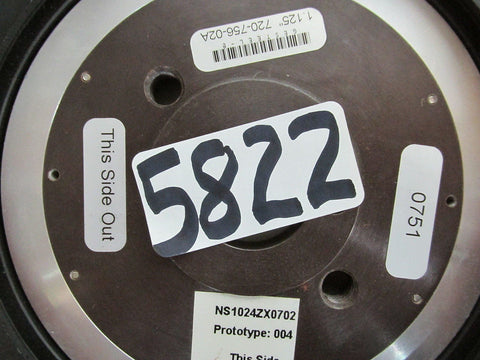 1.125" 720-756-02A
5822
This Side Out
0751
NS1024ZX0702
Prototype: 004
This Side